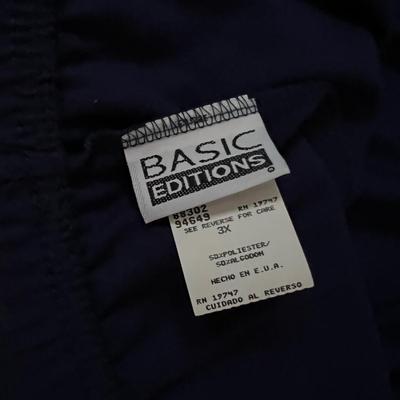 BASIC
EDITIONS
88302 RN 19747
94649
SEE REVERSE FOR CARE
3X
50%POLIESTER/
50%ALGODON
HECHO EN E.U.A.
RN 19747
CUIDADO AL REVERSO